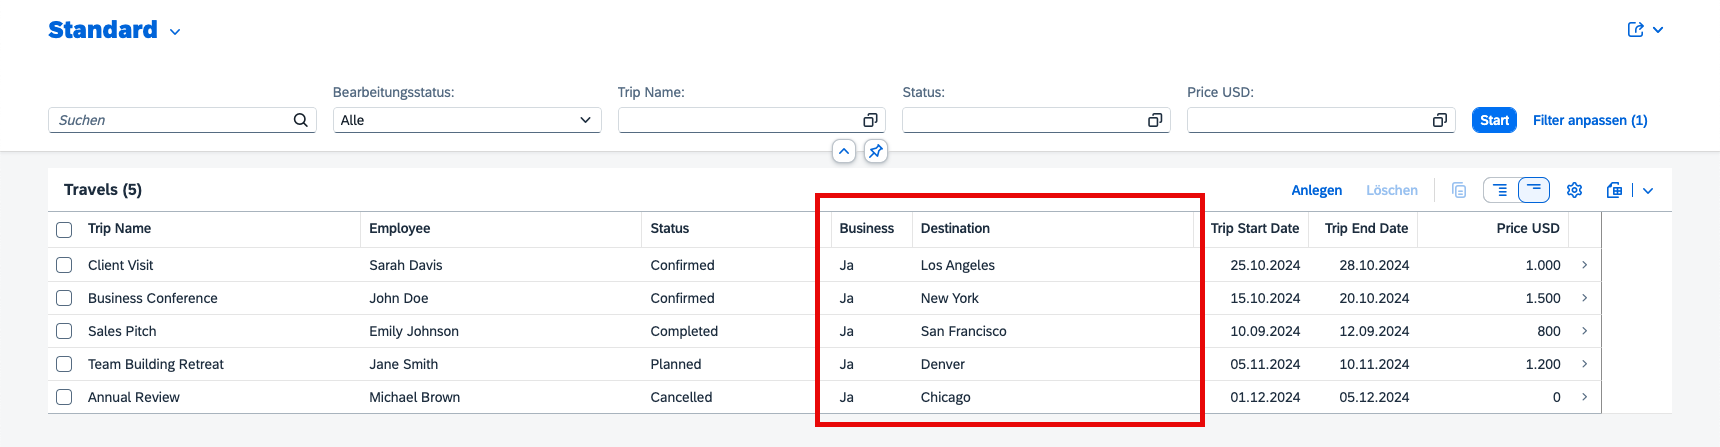 Standard
Bearbeitungsstatus: Trip Name: Status: Price USD:
Suchen Alle Start Filter anpassen (1)
Travels (5) Anlegen Löschen
Trip Name Employee Status Business Destination Trip Start Date Trip End Date Price USD
Client Visit Sarah Davis Confirmed Ja Los Angeles 25.10.2024 28.10.2024 1.000
Business Conference John Doe Confirmed Ja New York 15.10.2024 20.10.2024 1.500
Sales Pitch Emily Johnson Completed Ja San Francisco 10.09.2024 12.09.2024 800
Team Building Retreat Jane Smith Planned Ja Denver 05.11.2024 10.11.2024 1.200
Annual Review Michael Brown Cancelled Ja Chicago 01.12.2024 05.12.2024 0